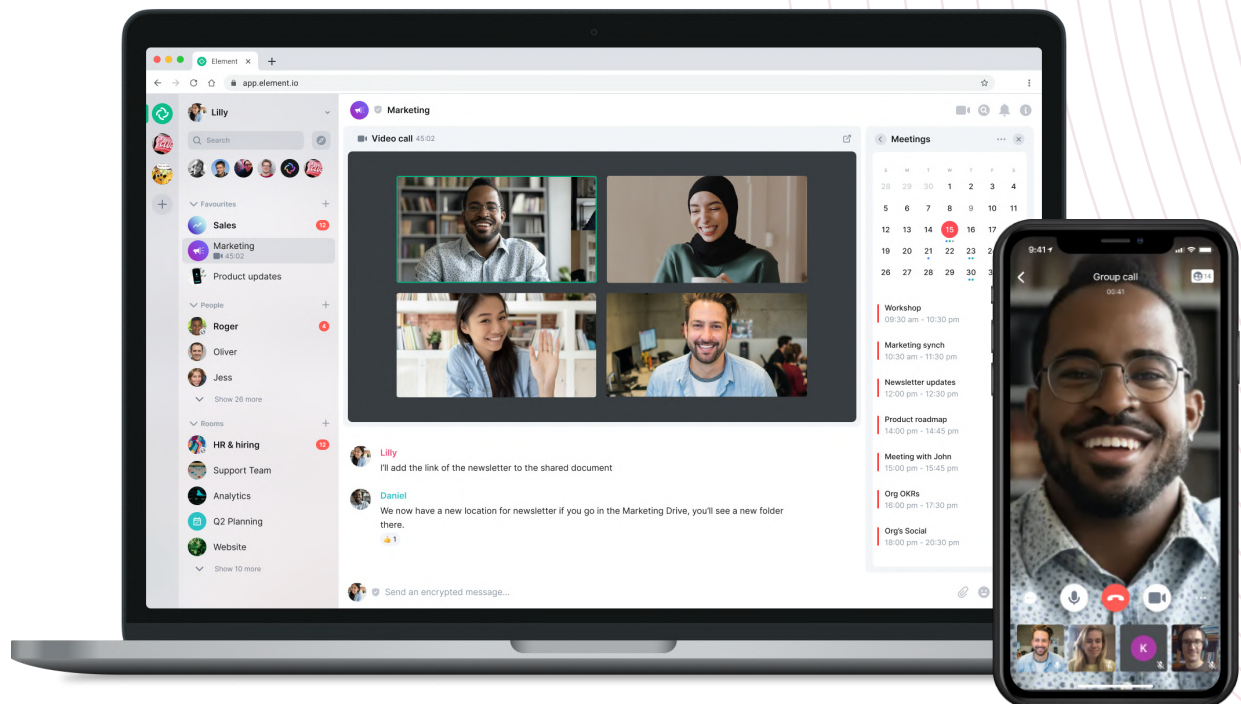 Element
app.element.io
Lilly
Search
Favourites
Sales
12
Marketing
45:02
Product updates
People
Roger
4
Oliver
Jess
Show 26 more
Rooms
HR & hiring
12
Support Team
Analytics
Q2 Planning
Website
Show 10 more
Marketing
Video call 45:02
Lilly
I'll add the link of the newsletter to the shared document
Daniel
We now have a new location for newsletter if you go in the Marketing Drive, you'll see a new folder
there.
👍 1
Send an encrypted message...
Meetings
S M T W T F S
28 29 30 1 2 3 4
5 6 7 8 9 10 11
12 13 14 15 16 17
19 20 21 22 23
26 27 28 29 30
Workshop
09:30 am - 10:30 pm
Marketing synch
10:30 am - 11:30 pm
Newsletter updates
12:00 pm - 12:30 pm
Product roadmap
14:00 pm - 14:45 pm
Meeting with John
15:00 pm - 15:45 pm
Org OKRs
16:00 pm - 17:30 pm
Org's Social
18:00 pm - 20:30 pm
9:41
Group call
14
00:41
K